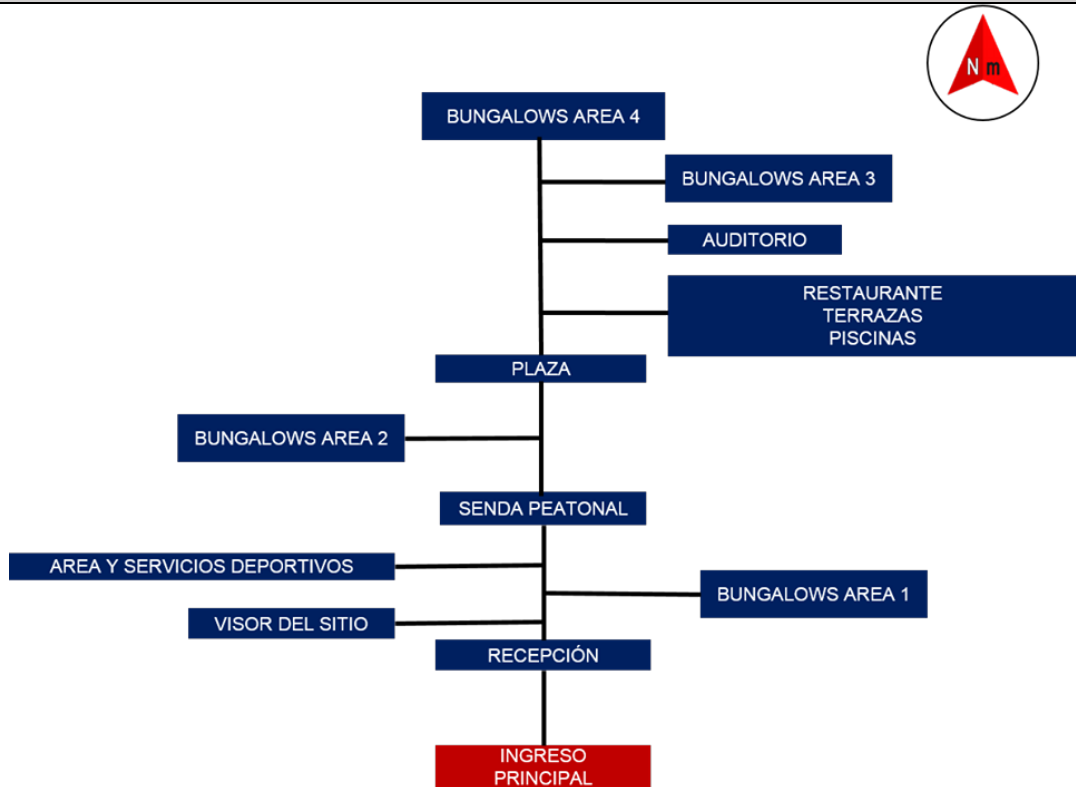 N m
BUNGALOWS AREA 4
BUNGALOWS AREA 3
AUDITORIO
RESTAURANTE
TERRAZAS
PISCINAS
PLAZA
BUNGALOWS AREA 2
SENDA PEATONAL
AREA Y SERVICIOS DEPORTIVOS
BUNGALOWS AREA 1
VISOR DEL SITIO
RECEPCIÓN
INGRESO
PRINCIPAL